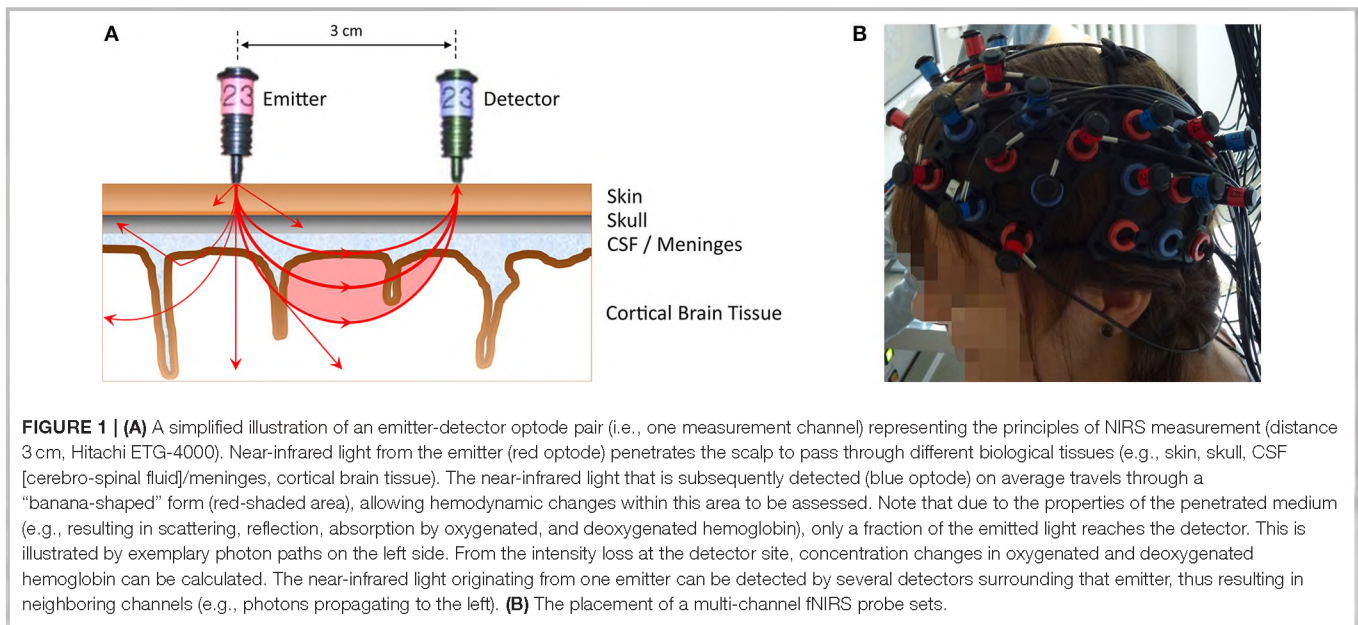 A
3 cm
B
23 Emitter
23 Detector
Skin
Skull
CSF / Meninges
Cortical Brain Tissue
FIGURE 1 | (A) A simplified illustration of an emitter-detector optode pair (i.e., one measurement channel) representing the principles of NIRS measurement (distance
3 cm, Hitachi ETG-4000). Near-infrared light from the emitter (red optode) penetrates the scalp to pass through different biological tissues (e.g., skin, skull, CSF
[cerebro-spinal fluid]/meninges, cortical brain tissue). The near-infrared light that is subsequently detected (blue optode) on average travels through a
“banana-shaped” form (red-shaded area), allowing hemodynamic changes within this area to be assessed. Note that due to the properties of the penetrated medium
(e.g., resulting in scattering, reflection, absorption by oxygenated, and deoxygenated hemoglobin), only a fraction of the emitted light reaches the detector. This is
illustrated by exemplary photon paths on the left side. From the intensity loss at the detector site, concentration changes in oxygenated and deoxygenated
hemoglobin can be calculated. The near-infrared light originating from one emitter can be detected by several detectors surrounding that emitter, thus resulting in
neighboring channels (e.g., photons propagating to the left). (B) The placement of a multi-channel fNIRS probe sets.